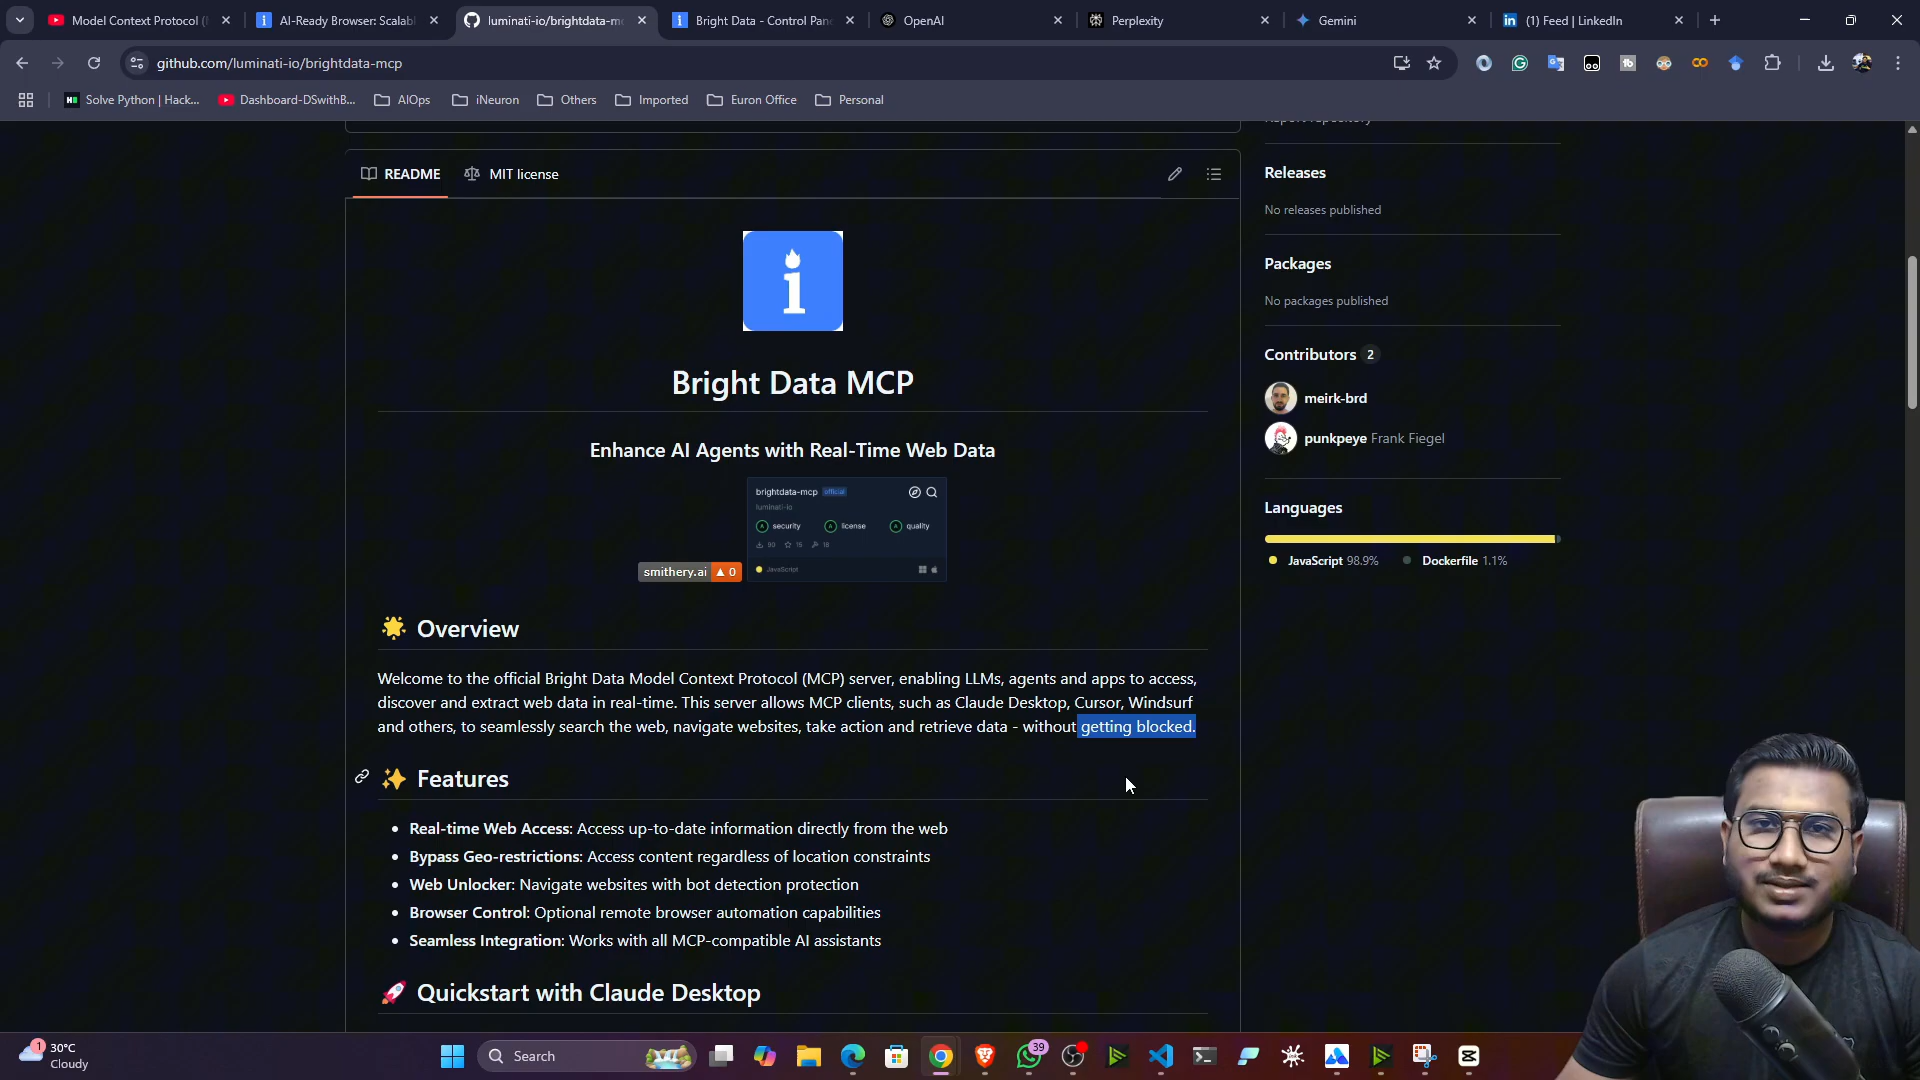 Model Context Protocol (
AI-Ready Browser: Scalab
luminati-io/brightdata-m
Bright Data - Control Pan
OpenAI
Perplexity
Gemini
(1) Feed | LinkedIn
github.com/luminati-io/brightdata-mcp
Solve Python | Hack...
Dashboard-DSwithB...
AIOps
iNeuron
Others
Imported
Euron Office
Personal
README
MIT license
Bright Data MCP
Enhance AI Agents with Real-Time Web Data
brightdata-mcp official
luminati-io
A security A license A quality
JavaScript
smithery.ai ▲ 0
🌟 Overview
Welcome to the official Bright Data Model Context Protocol (MCP) server, enabling LLMs, agents and apps to access,
discover and extract web data in real-time. This server allows MCP clients, such as Claude Desktop, Cursor, Windsurf
and others, to seamlessly search the web, navigate websites, take action and retrieve data - without getting blocked.
✨ Features
• Real-time Web Access: Access up-to-date information directly from the web
• Bypass Geo-restrictions: Access content regardless of location constraints
• Web Unlocker: Navigate websites with bot detection protection
• Browser Control: Optional remote browser automation capabilities
• Seamless Integration: Works with all MCP-compatible AI assistants
🚀 Quickstart with Claude Desktop
Report repository
Releases
No releases published
Packages
No packages published
Contributors 2
meirk-brd
punkpeye Frank Fiegel
Languages
JavaScript 98.9%
Dockerfile 1.1%
1
30°C
Cloudy
Search
39